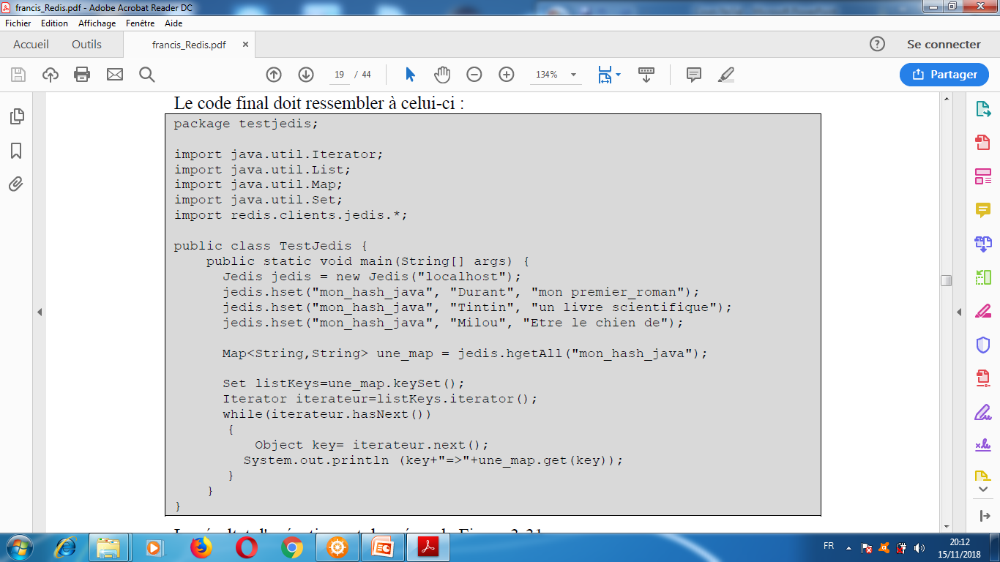 francis_Redis.pdf - Adobe Acrobat Reader DC
Fichier Edition Affichage Fenêtre Aide
Accueil Outils francis_Redis.pdf × ? Se connecter
19 / 44 134% Partager
Le code final doit ressembler à celui-ci :
package testjedis;
import java.util.Iterator;
import java.util.List;
import java.util.Map;
import java.util.Set;
import redis.clients.jedis.*;
public class TestJedis {
public static void main(String[] args) {
Jedis jedis = new Jedis("localhost");
jedis.hset("mon_hash_java", "Durant", "mon premier_roman");
jedis.hset("mon_hash_java", "Tintin", "un livre scientifique");
jedis.hset("mon_hash_java", "Milou", "Etre le chien de");
Map<String,String> une_map = jedis.hgetAll("mon_hash_java");
Set listKeys=une_map.keySet();
Iterator iterateur=listKeys.iterator();
while(iterateur.hasNext())
{
Object key= iterateur.next();
System.out.println (key+"=>"+une_map.get(key));
}
}
}
FR 20:12
15/11/2018